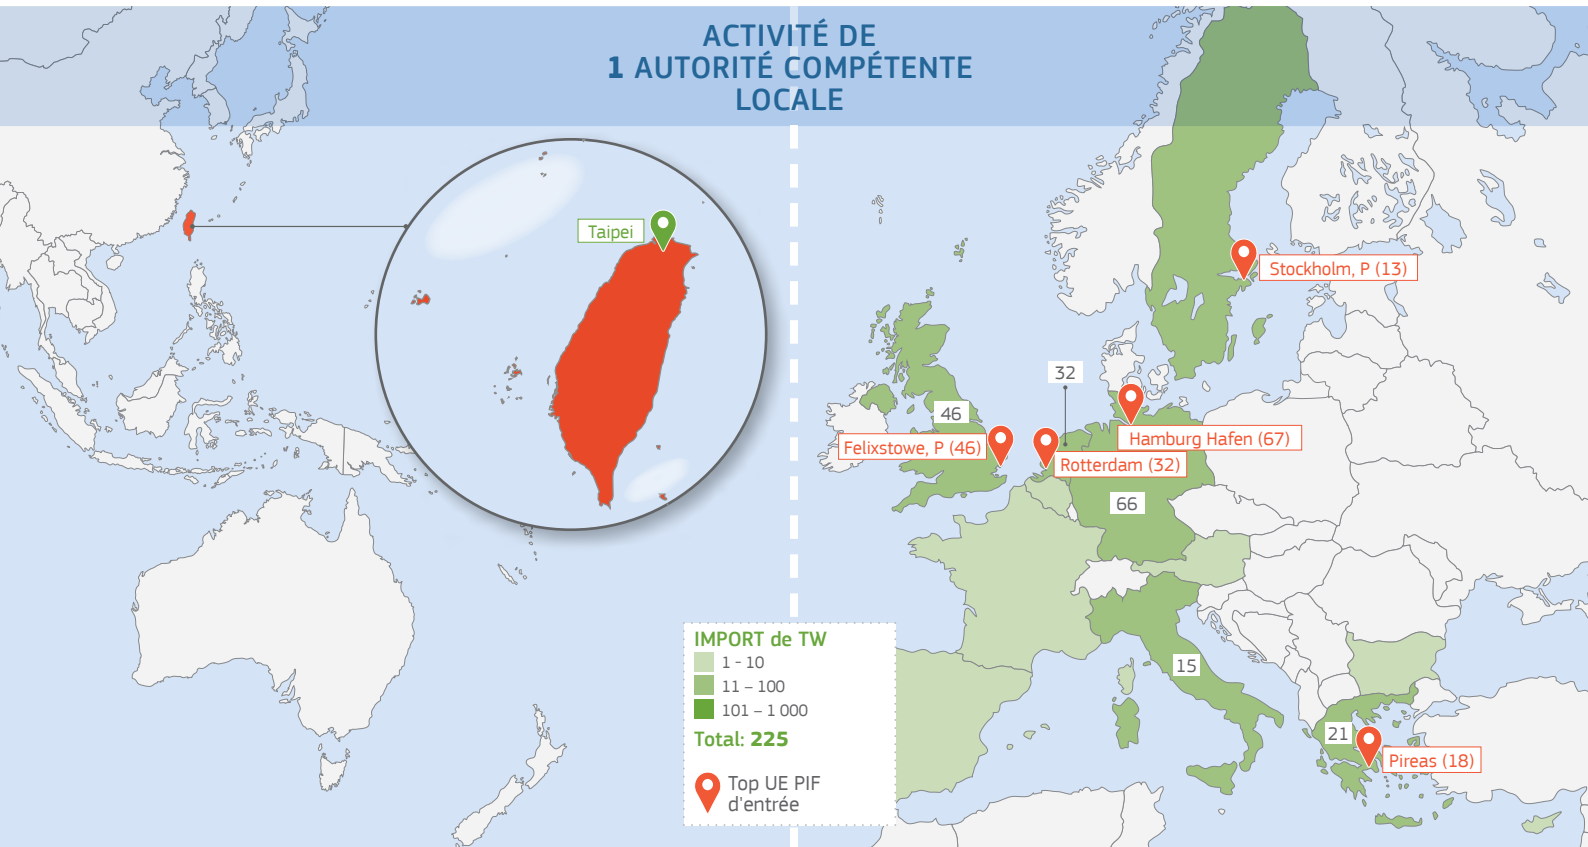 ACTIVITÉ DE
1 AUTORITÉ COMPÉTENTE
LOCALE
Taipei
Stockholm, P (13)
32
46
Hamburg Hafen (67)
Felixstowe, P (46)
Rotterdam (32)
66
15
21
Pireas (18)
IMPORT de TW
1 - 10
11 – 100
101 – 1 000
Total: 225
Top UE PIF
d'entrée